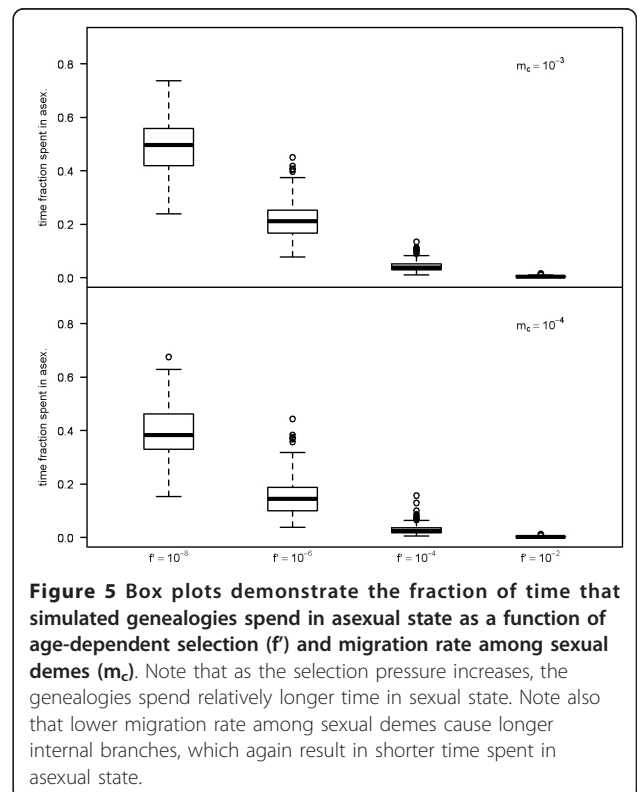 time fraction spent in asex.
0.8
0.6
0.4
0.2
0.0
mc = 10−3
time fraction spent in asex.
0.8
0.6
0.4
0.2
0.0
mc = 10−4
f' = 10−8
f' = 10−6
f' = 10−4
f' = 10−2
Figure 5 Box plots demonstrate the fraction of time that
simulated genealogies spend in asexual state as a function of
age-dependent selection (f') and migration rate among sexual
demes (mc). Note that as the selection pressure increases, the
genealogies spend relatively longer time in sexual state. Note also
that lower migration rate among sexual demes cause longer
internal branches, which again result in shorter time spent in
asexual state.